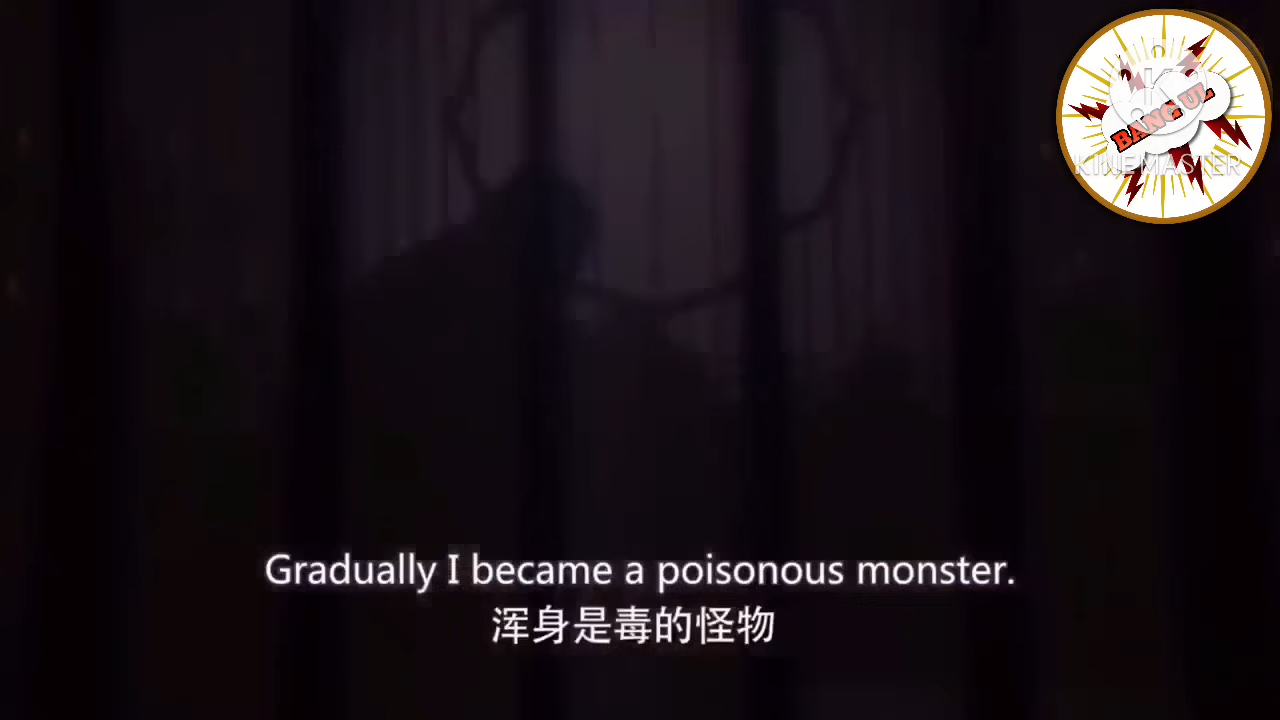 BANG UL
KINEMASTER
Gradually I became a poisonous monster.
浑身是毒的怪物